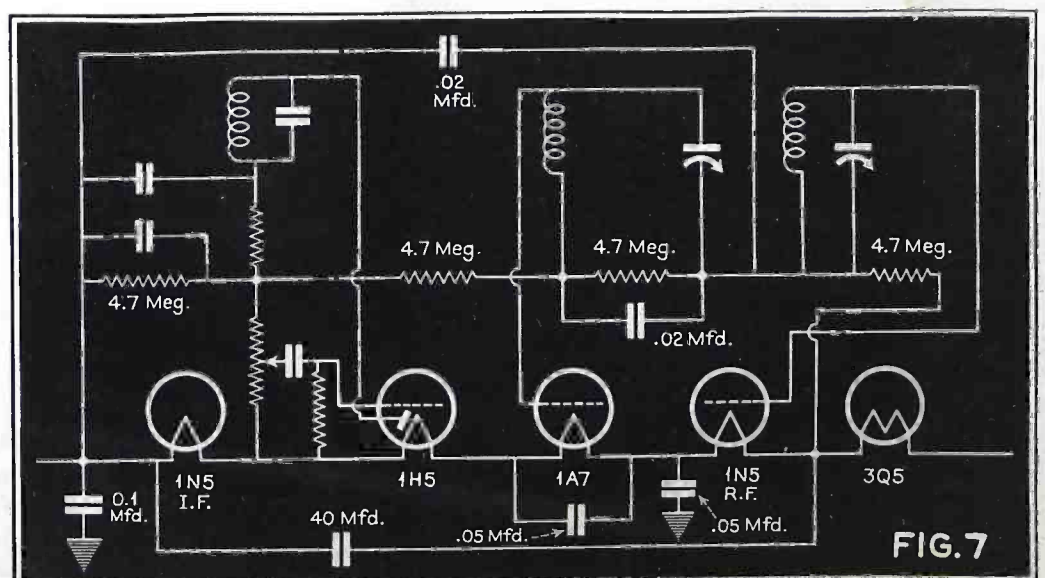 .02
Mfd.
4.7 Meg.
4.7 Meg.
4.7 Meg.
4.7 Meg.
.02 Mfd.
1N5
I.F.
1H5
1A7
1N5
R.F.
3Q5
0.1
Mfd.
40 Mfd.
.05 Mfd.
.05 Mfd.
FIG. 7